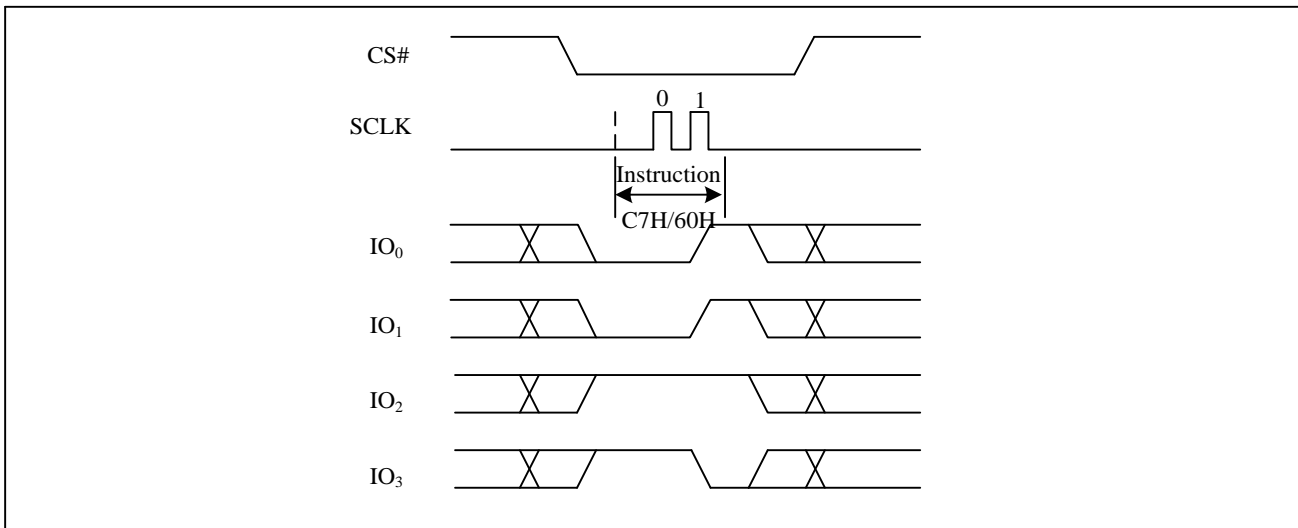 CS#
0 1
SCLK
Instruction
C7H/60H
IO₀
IO₁
IO₂
IO₃